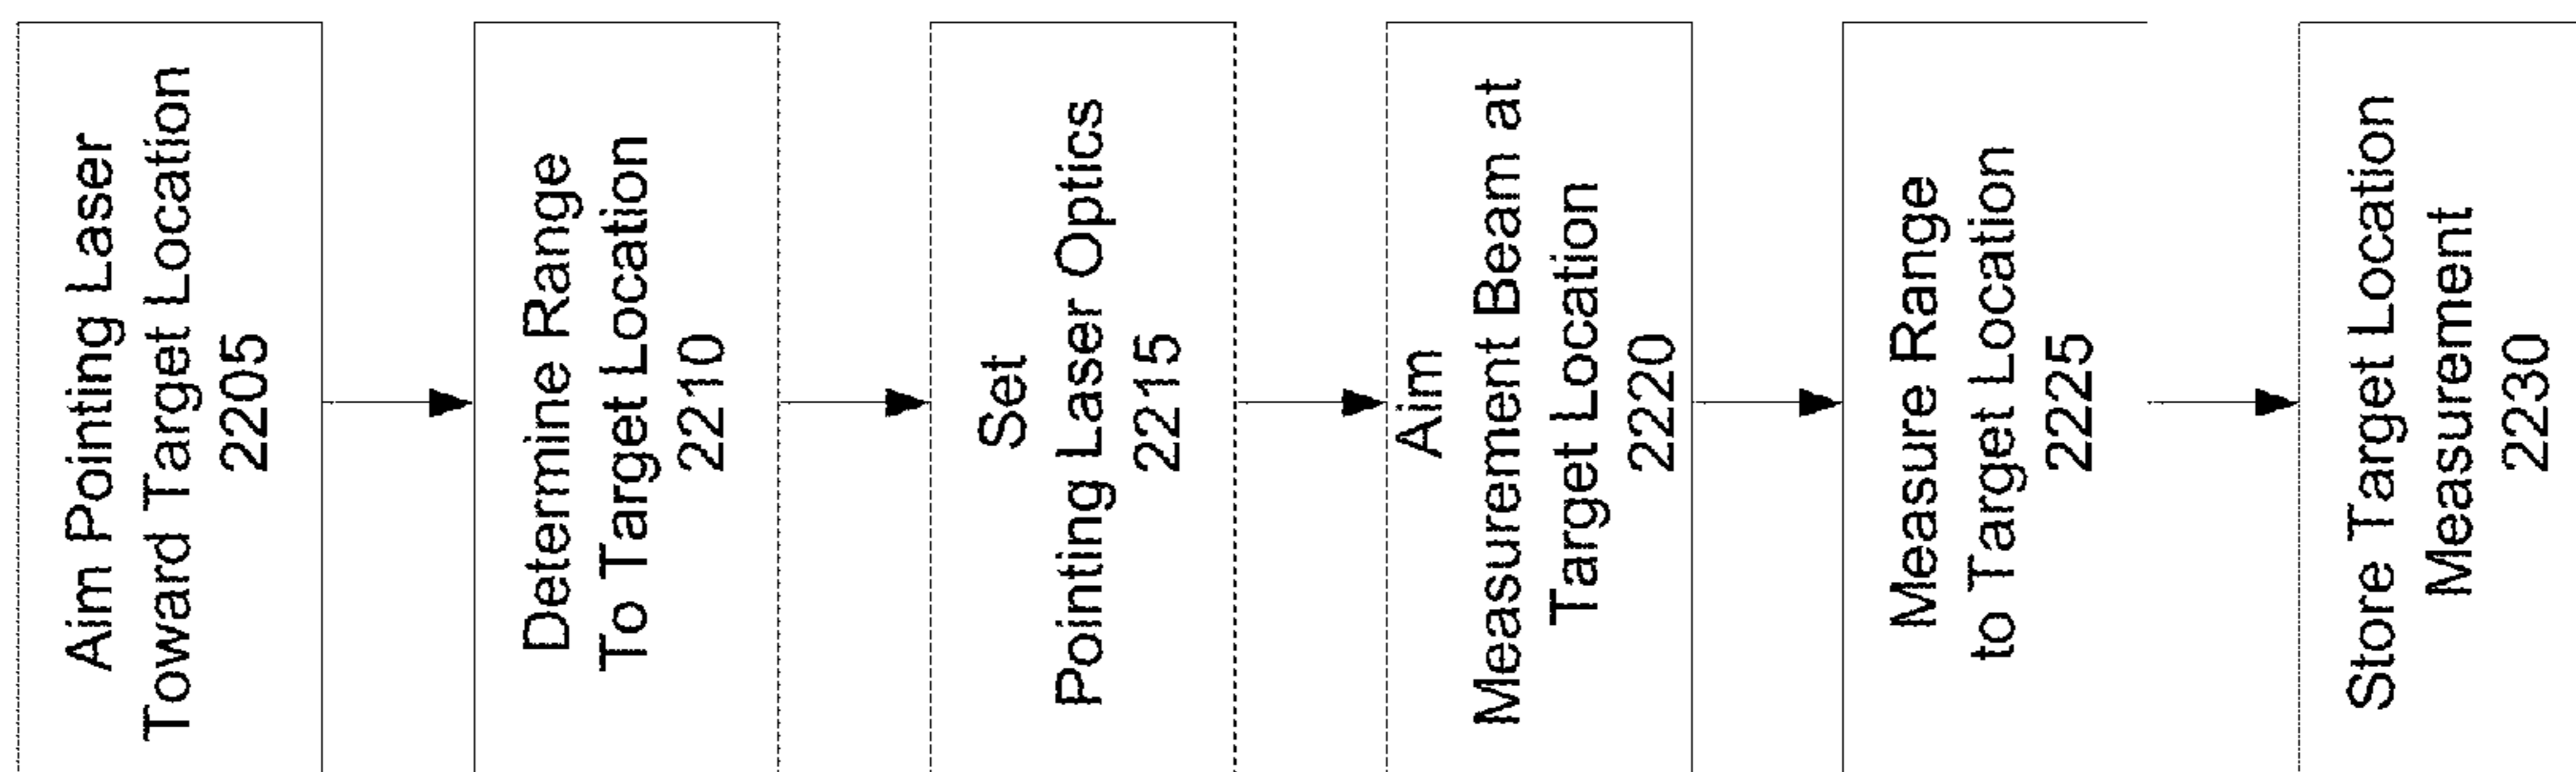 Aim Pointing Laser
Toward Target Location
2205
Determine Range
To Target Location
2210
Set
Pointing Laser Optics
2215
Aim
Measurement Beam at
Target Location
2220
Measure Range
to Target Location
2225
Store Target Location
Measurement
2230